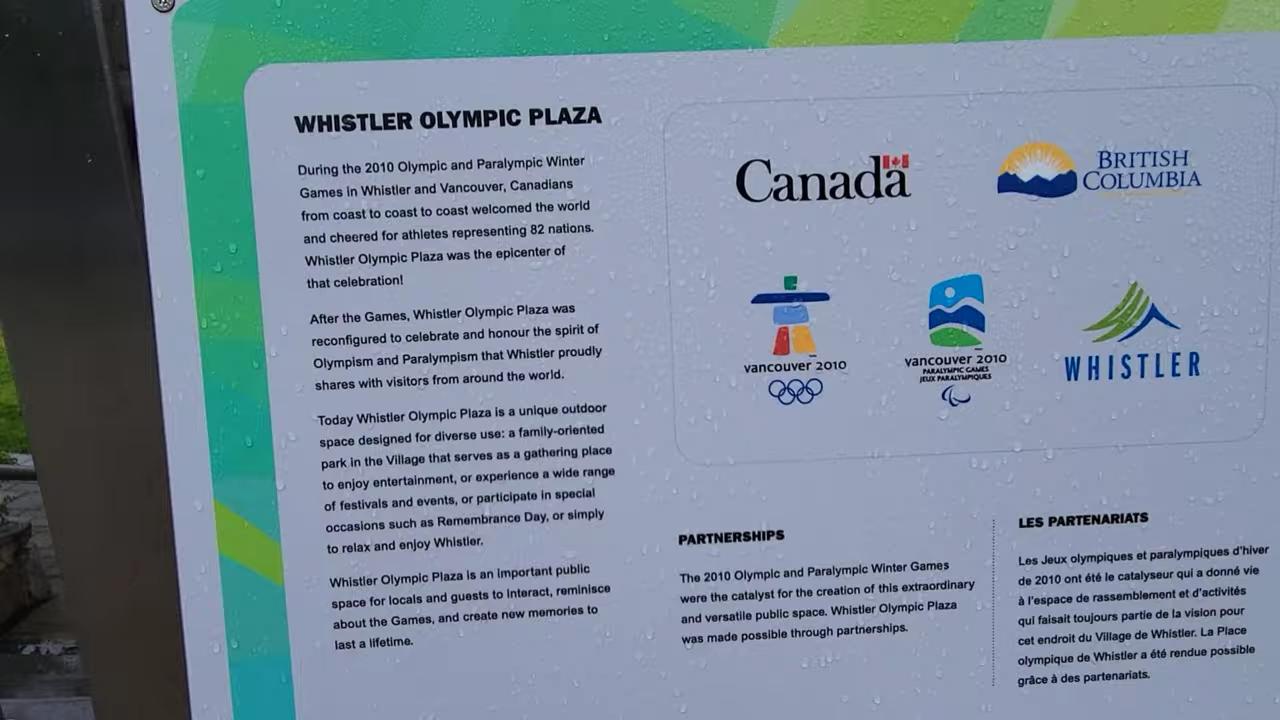 WHISTLER OLYMPIC PLAZA
During the 2010 Olympic and Paralympic Winter
Games in Whistler and Vancouver, Canadians
from coast to coast to coast welcomed the world
and cheered for athletes representing 82 nations.
Whistler Olympic Plaza was the epicenter of
that celebration!
After the Games, Whistler Olympic Plaza was
reconfigured to celebrate and honour the spirit of
Olympism and Paralympism that Whistler proudly
shares with visitors from around the world.
Today Whistler Olympic Plaza is a unique outdoor
space designed for diverse use: a family-oriented
park in the Village that serves as a gathering place
to enjoy entertainment, or experience a wide range
of festivals and events, or participate in special
occasions such as Remembrance Day, or simply
to relax and enjoy Whistler.
Whistler Olympic Plaza is an important public
space for locals and guests to interact, reminisce
about the Games, and create new memories to
last a lifetime.
Canada
BRITISH
COLUMBIA
vancouver 2010
vancouver 2010
PARALYMPIC GAMES
JEUX PARALYMPIQUES
WHISTLER
PARTNERSHIPS
The 2010 Olympic and Paralympic Winter Games
were the catalyst for the creation of this extraordinary
and versatile public space. Whistler Olympic Plaza
was made possible through partnerships.
LES PARTENARIATS
Les Jeux olympiques et paralympiques d'hiver
de 2010 ont été le catalyseur qui a donné vie
à l'espace de rassemblement et d'activités
qui faisait toujours partie de la vision pour
cet endroit du Village de Whistler. La Place
olympique de Whistler a été rendue possible
grâce à des partenariats.